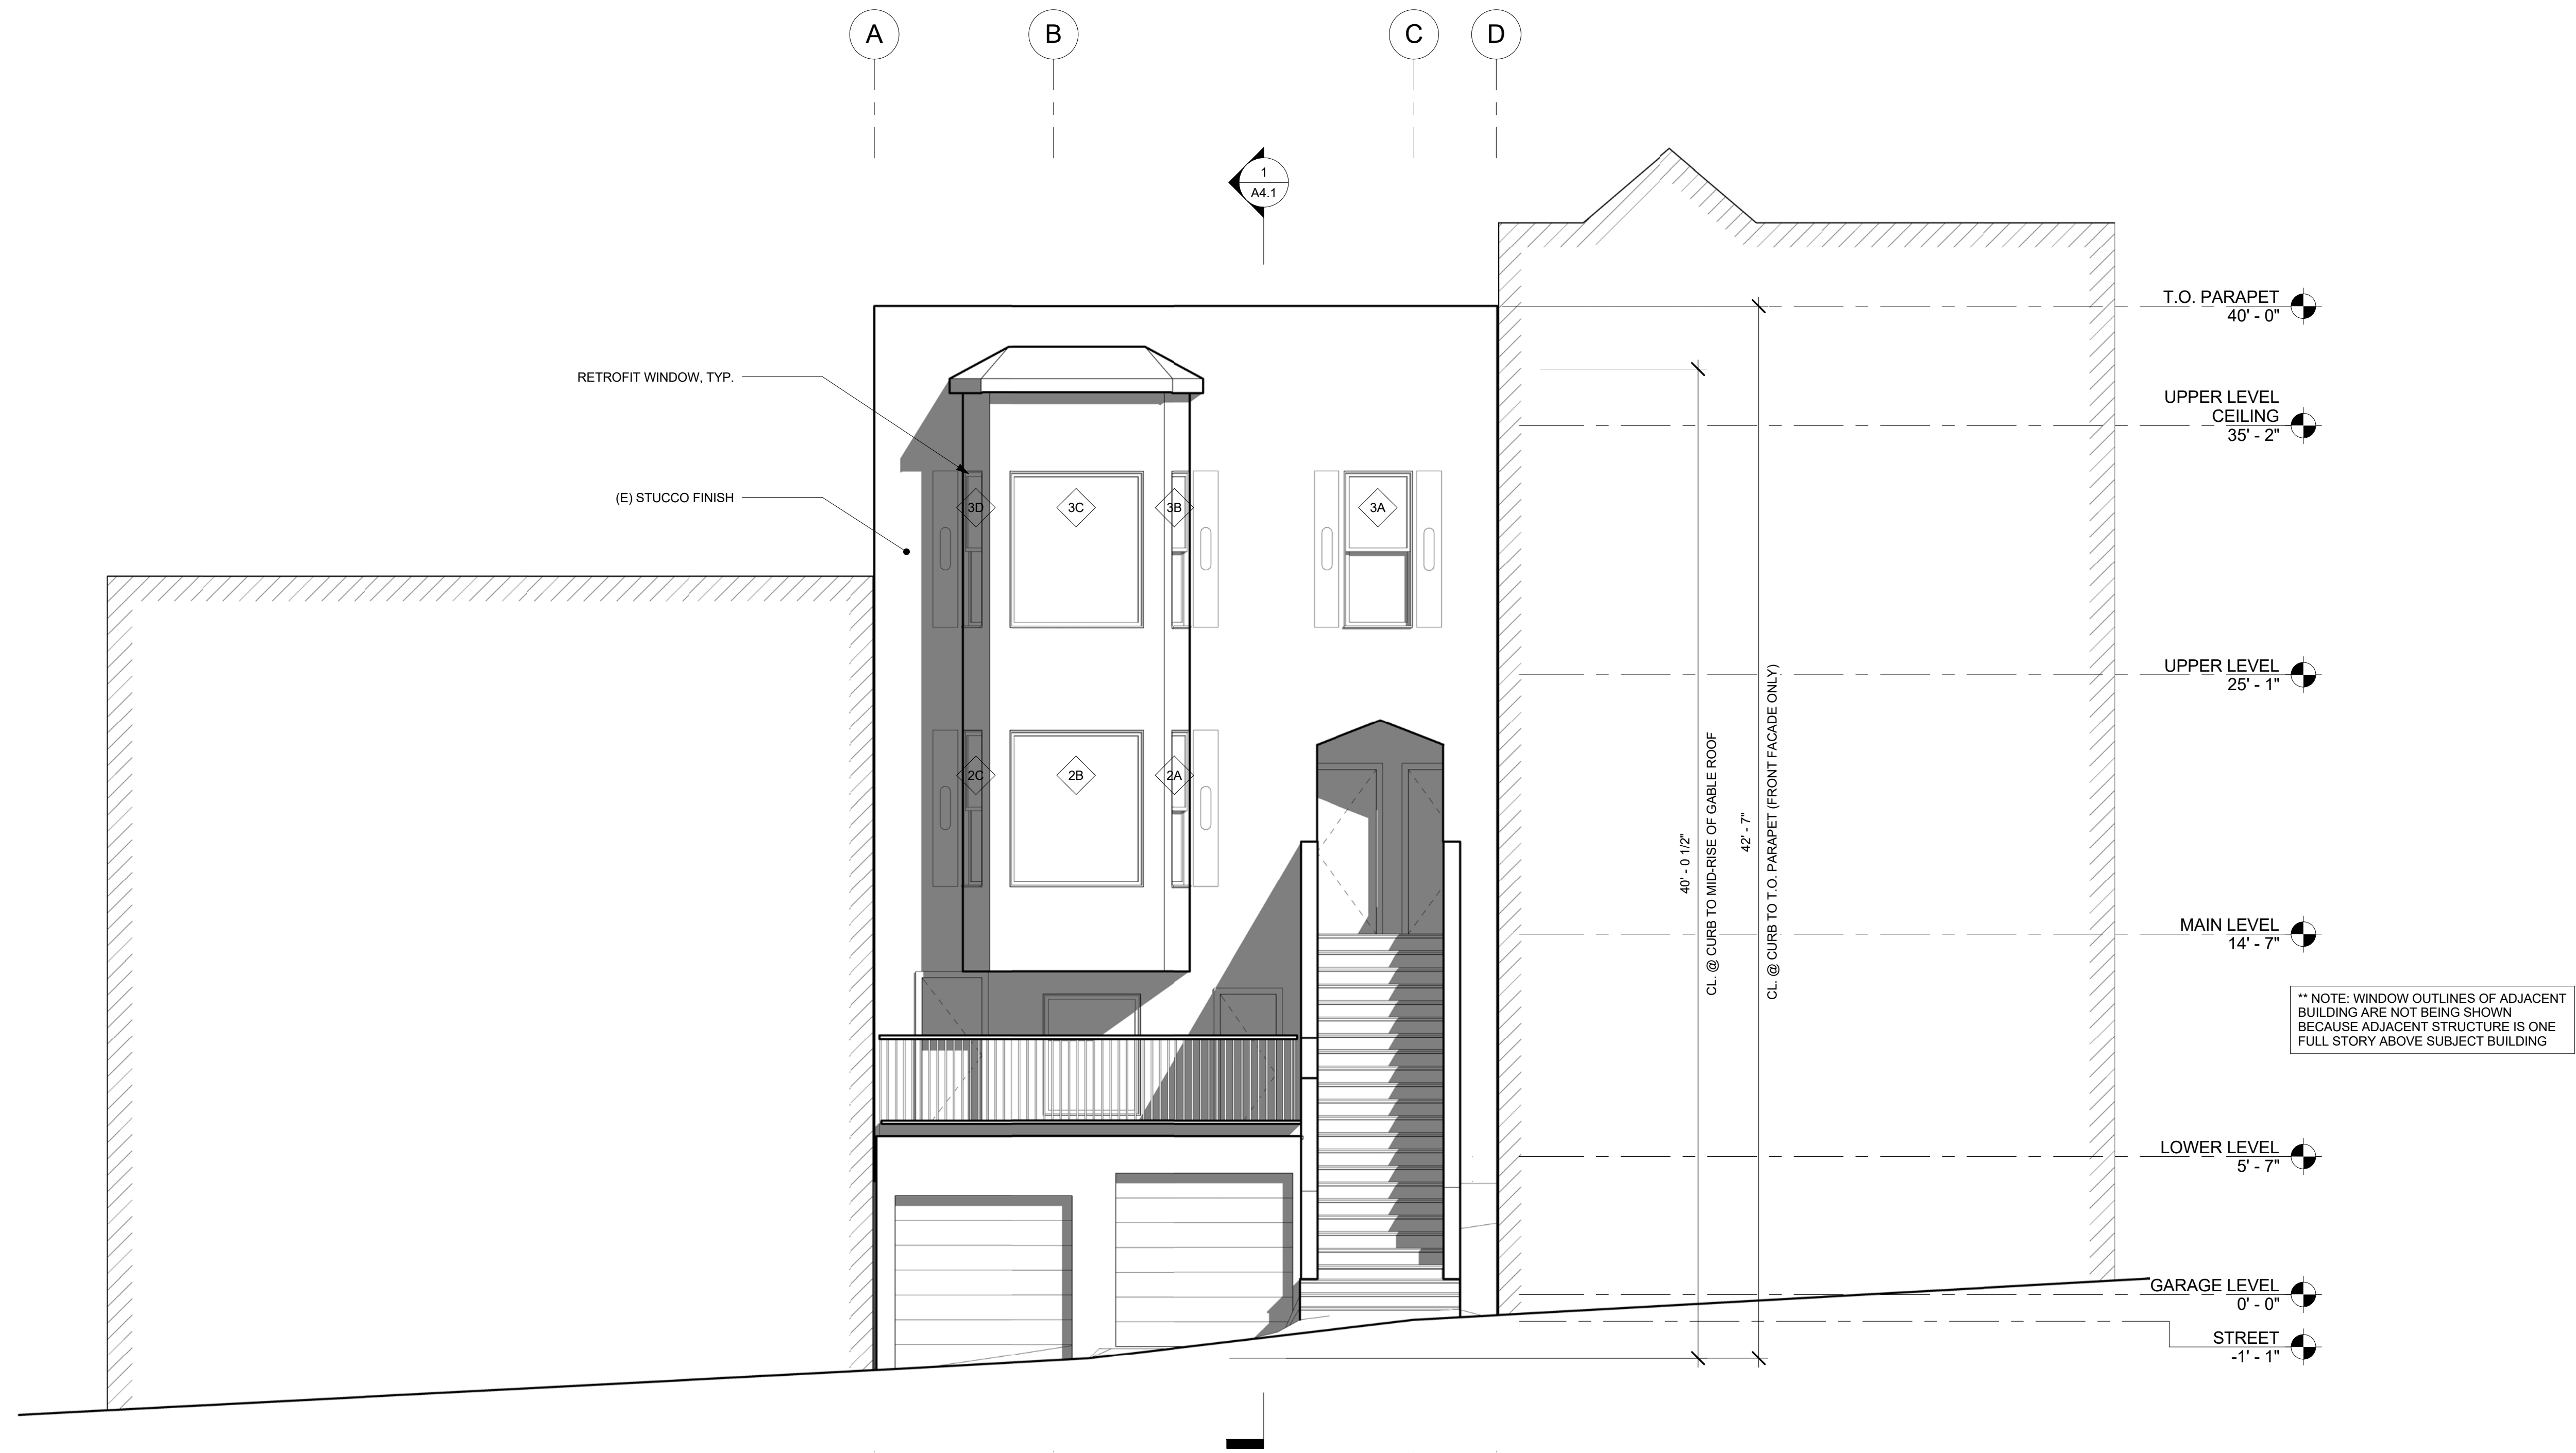 A
B
C
D
1
A4.1
T.O. PARAPET
40' - 0"
RETROFIT WINDOW, TYP.
UPPER LEVEL
CEILING
35' - 2"
(E) STUCCO FINISH
3D
3C
3B
3A
UPPER LEVEL
25' - 1"
2C
2B
2A
40' - 0 1/2"
CL. @ CURB TO MID-RISE OF GABLE ROOF
42' - 7"
CL. @ CURB TO T.O. PARAPET (FRONT FACADE ONLY)
MAIN LEVEL
14' - 7"
** NOTE: WINDOW OUTLINES OF ADJACENT
BUILDING ARE NOT BEING SHOWN
BECAUSE ADJACENT STRUCTURE IS ONE
FULL STORY ABOVE SUBJECT BUILDING
LOWER LEVEL
5' - 7"
GARAGE LEVEL
0' - 0"
STREET
-1' - 1"